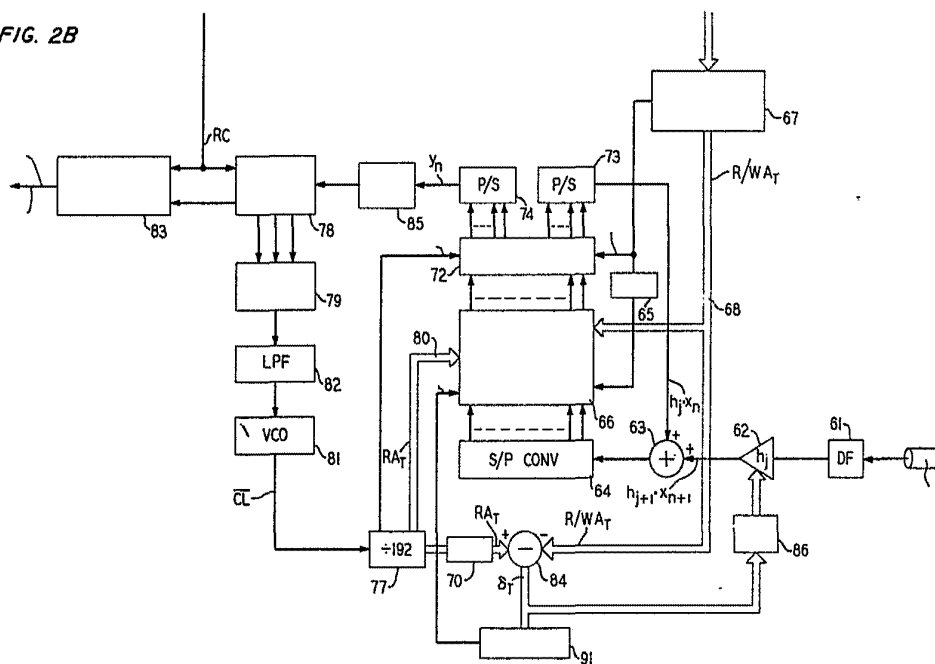 FIG. 2B
67
RC
R/WA_T
73
y_n
P/S
P/S
74
83
78
85
72
65
68
79
80
LPF
82
66
h_j·x_n
VCO
81
RA_T
S/P CONV
64
63
+
+
+
62
h_j
61
DF
h_{j+1}·x_{n+1}
CL̅
÷192
77
70
RA_T
+
−
−
84
R/WA_T
86
δ_T
91